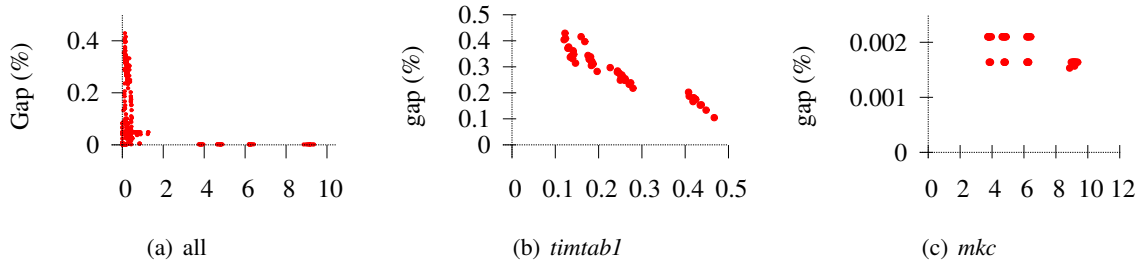 Gap (%)
0.4
0.2
0
0 2 4 6 8 10
(a) all
gap (%)
0.5
0.4
0.3
0.2
0.1
0
0 0.1 0.2 0.3 0.4 0.5
(b) timtab1
gap (%)
0.002
0.001
0
0 2 4 6 8 10 12
(c) mkc